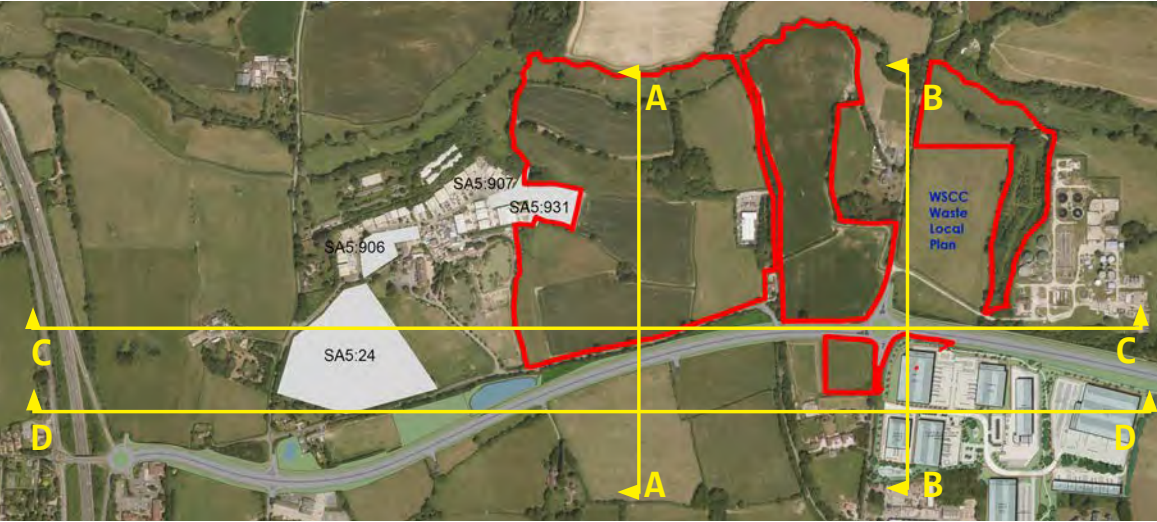 A
B
SA5:907
WSCC
Waste
Local
Plan
SA5:931
SA5:906
C
C
SA5:24
D
D
A
B